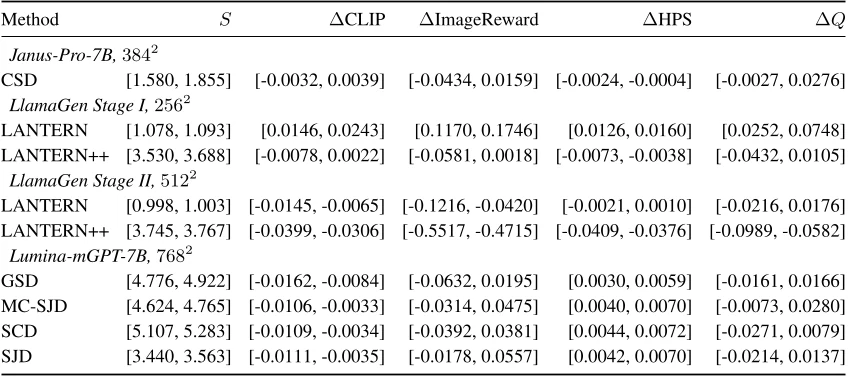 Method S ΔCLIP ΔImageReward ΔHPS ΔQ
Janus-Pro-7B, 384²
CSD [1.580, 1.855] [-0.0032, 0.0039] [-0.0434, 0.0159] [-0.0024, -0.0004] [-0.0027, 0.0276]
LlamaGen Stage I, 256²
LANTERN [1.078, 1.093] [0.0146, 0.0243] [0.1170, 0.1746] [0.0126, 0.0160] [0.0252, 0.0748]
LANTERN++ [3.530, 3.688] [-0.0078, 0.0022] [-0.0581, 0.0018] [-0.0073, -0.0038] [-0.0432, 0.0105]
LlamaGen Stage II, 512²
LANTERN [0.998, 1.003] [-0.0145, -0.0065] [-0.1216, -0.0420] [-0.0021, 0.0010] [-0.0216, 0.0176]
LANTERN++ [3.745, 3.767] [-0.0399, -0.0306] [-0.5517, -0.4715] [-0.0409, -0.0376] [-0.0989, -0.0582]
Lumina-mGPT-7B, 768²
GSD [4.776, 4.922] [-0.0162, -0.0084] [-0.0632, 0.0195] [0.0030, 0.0059] [-0.0161, 0.0166]
MC-SJD [4.624, 4.765] [-0.0106, -0.0033] [-0.0314, 0.0475] [0.0040, 0.0070] [-0.0073, 0.0280]
SCD [5.107, 5.283] [-0.0109, -0.0034] [-0.0392, 0.0381] [0.0044, 0.0072] [-0.0271, 0.0079]
SJD [3.440, 3.563] [-0.0111, -0.0035] [-0.0178, 0.0557] [0.0042, 0.0070] [-0.0214, 0.0137]